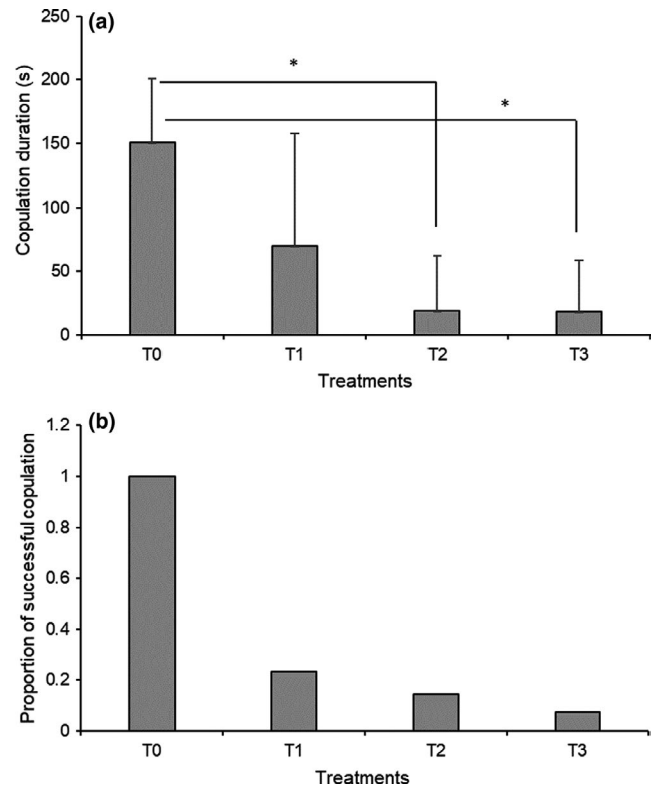 (a)
Copulation duration (s)
250
200
150
100
50
0
*
*
T0 T1 T2 T3
Treatments
(b)
Proportion of successful copulation
1.2
1
0.8
0.6
0.4
0.2
0
T0 T1 T2 T3
Treatments